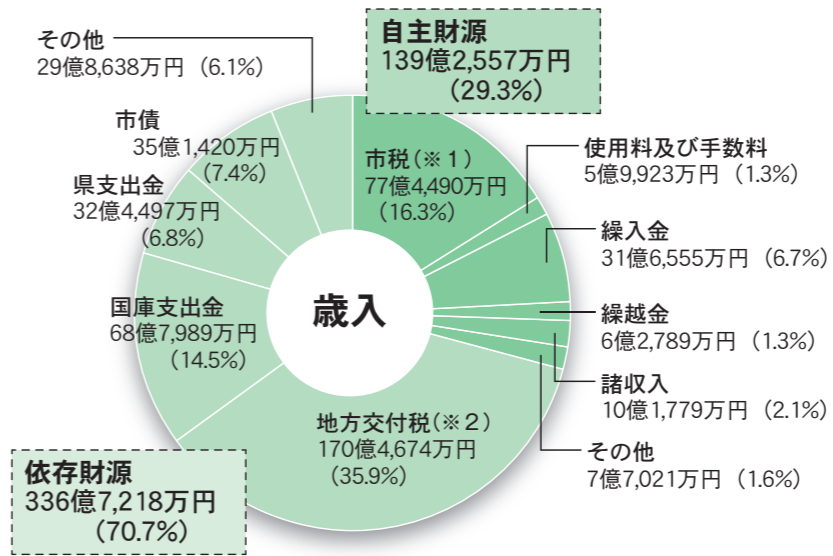 自主財源
139億2,557万円
(29.3%)
市税(※1)
77億4,490万円
(16.3%)
使用料及び手数料
5億9,923万円(1.3%)
繰入金
31億6,555万円(6.7%)
繰越金
6億2,789万円(1.3%)
諸収入
10億1,779万円(2.1%)
その他
7億7,021万円(1.6%)
依存財源
336億7,218万円
(70.7%)
地方交付税(※2)
170億4,674万円
(35.9%)
国庫支出金
68億7,989万円
(14.5%)
県支出金
32億4,497万円
(6.8%)
市債
35億1,420万円
(7.4%)
その他
29億8,638万円(6.1%)
歳入